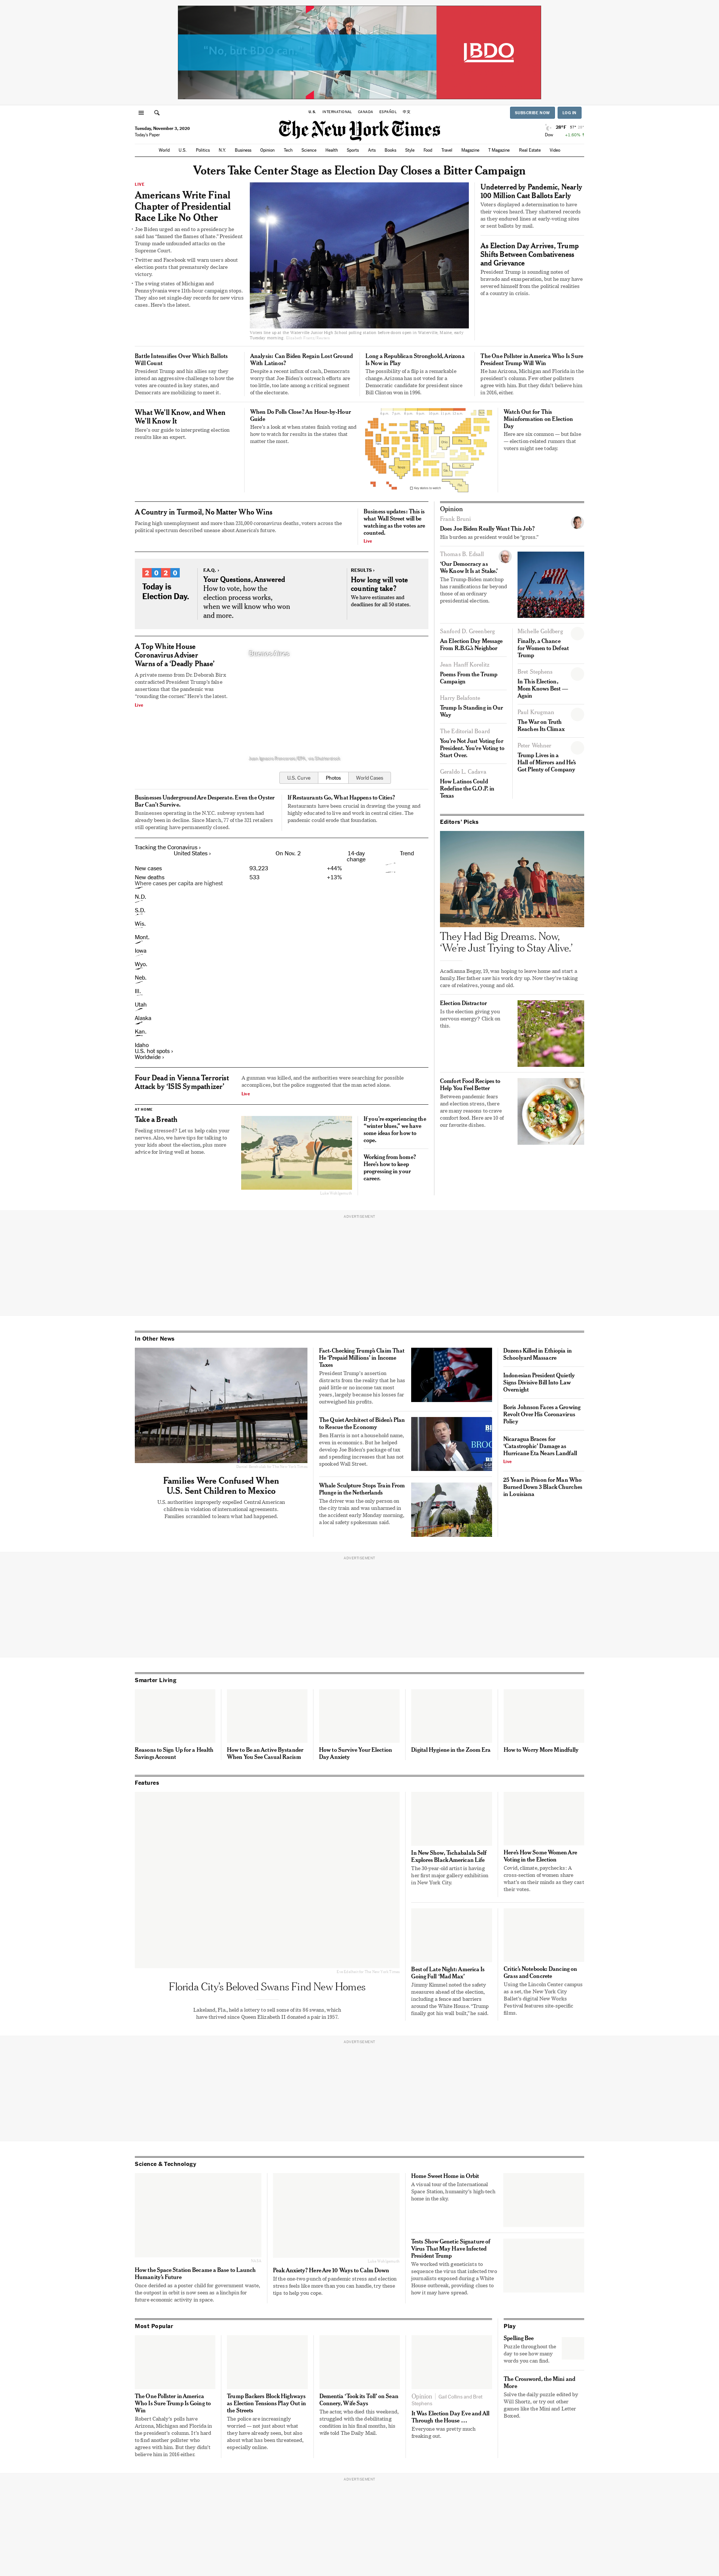 "No, but BDO can."
IBDO
U.S. INTERNATIONAL CANADA ESPAÑOL 中文
SUBSCRIBE NOW LOG IN
Tuesday, November 3, 2020
Today's Paper
The New York Times
Dow +1.60% ↑
World U.S. Politics N.Y. Business Opinion Tech Science Health Sports Arts Books Style Food Travel Magazine T Magazine Real Estate Video
Voters Take Center Stage as Election Day Closes a Bitter Campaign
LIVE
Americans Write Final
Chapter of Presidential
Race Like No Other
• Joe Biden urged an end to a presidency he
said has "fanned the flames of hate." President
Trump made unfounded attacks on the
Supreme Court.
• Twitter and Facebook will warn users about
election posts that prematurely declare
victory.
• The swing states of Michigan and
Pennsylvania were 11th-hour campaign stops.
They also set single-day records for new virus
cases. Here's the latest.
Voters line up at the Waterville Junior High School polling station before doors open in Waterville, Maine, early
Tuesday morning.
Undeterred by Pandemic, Nearly
100 Million Cast Ballots Early
Voters displayed a determination to have
their voices heard. They shattered records
as they endured lines at early-voting sites
or sent ballots by mail.
As Election Day Arrives, Trump
Shifts Between Combativeness
and Grievance
President Trump is sounding notes of
bravado and exasperation, but he may have
severed himself from the political realities
of a country in crisis.
Battle Intensifies Over Which Ballots
Will Count
President Trump and his allies say they
intend an aggressive challenge to how the
votes are counted in key states, and
Democrats are mobilizing to meet it.
Analysis: Can Biden Regain Lost Ground
With Latinos?
Despite a recent influx of cash, Democrats
worry that Joe Biden's outreach efforts are
too little, too late among a critical segment
of the electorate.
Long a Republican Stronghold, Arizona
Is Now in Play
The possibility of a flip is a remarkable
change. Arizona has not voted for a
Democratic candidate for president since
Bill Clinton won in 1996.
The One Pollster in America Who Is Sure
President Trump Will Win
He has Arizona, Michigan and Florida in the
president's column. Few other pollsters
agree with him. But they didn't believe him
in 2016, either.
What We'll Know, and When
We'll Know It
Here's our guide to interpreting election
results like an expert.
When Do Polls Close? An Hour-by-Hour
Guide
Here's a look at when states finish voting and
how to watch for results in the states that
matter the most.
Key states to watch
Watch Out for This
Misinformation on Election
Day
Here are six common — but false
— election-related rumors that
voters might see today.
A Country in Turmoil, No Matter Who Wins
Facing high unemployment and more than 231,000 coronavirus deaths, voters across the
political spectrum described unease about America's future.
Business updates: This is
what Wall Street will be
watching as the votes are
counted.
Live
2020
Today is
Election Day.
F.A.Q. ›
Your Questions, Answered
How to vote, how the
election process works,
when we will know who won
and more.
RESULTS ›
How long will vote
counting take?
We have estimates and
deadlines for all 50 states.
A Top White House
Coronavirus Adviser
Warns of a 'Deadly Phase'
A private memo from Dr. Deborah Birx
contradicted President Trump's false
assertions that the pandemic was
"rounding the corner." Here's the latest.
Live
Buenos Aires.
Juan Ignacio Roncoroni/EPA, via Shutterstock
U.S. Curve Photos World Cases
Businesses Underground Are Desperate. Even the Oyster
Bar Can't Survive.
Businesses operating in the N.Y.C. subway system had
already been in decline. Since March, 77 of the 321 retailers
still operating have permanently closed.
If Restaurants Go, What Happens to Cities?
Restaurants have been crucial in drawing the young and
highly educated to live and work in central cities. The
pandemic could erode that foundation.
Tracking the Coronavirus ›
United States › On Nov. 2 14-day change Trend
New cases 93,223 +44%
New deaths 533 +13%
Where cases per capita are highest
N.D.
S.D.
Wis.
Mont.
Iowa
Wyo.
Neb.
Ill.
Utah
Alaska
Kan.
Idaho
U.S. hot spots ›
Worldwide ›
Four Dead in Vienna Terrorist
Attack by 'ISIS Sympathizer'
A gunman was killed, and the authorities were searching for possible
accomplices, but the police suggested that the man acted alone.
Live
AT HOME
Take a Breath
Feeling stressed? Let us help calm your
nerves. Also, we have tips for talking to
your kids about the election, plus more
advice for living well at home.
If you're experiencing the
"winter blues," we have
some ideas for how to
cope.
Working from home?
Here's how to keep
progressing in your
career.
Opinion
Frank Bruni
Does Joe Biden Really Want This Job?
His burden as president would be "gross."
Thomas B. Edsall
'Our Democracy as
We Know It Is at Stake.'
The Trump-Biden matchup
has ramifications far beyond
those of an ordinary
presidential election.
Sanford D. Greenberg
An Election Day Message
From R.B.G.'s Neighbor
Jean Hanff Korelitz
Poems From the Trump
Campaign
Harry Belafonte
Trump Is Standing in Our
Way
The Editorial Board
You're Not Just Voting for
President. You're Voting to
Start Over.
Geraldo L. Cadava
How Latinos Could
Redefine the G.O.P. in
Texas
Michelle Goldberg
Finally, a Chance
for Women to Defeat
Trump
Bret Stephens
In This Election,
Mom Knows Best —
Again
Paul Krugman
The War on Truth
Reaches Its Climax
Peter Wehner
Trump Lives in a
Hall of Mirrors and He's
Got Plenty of Company
Editors' Picks
They Had Big Dreams. Now,
'We're Just Trying to Stay Alive.'
Acadianna Begay, 19, was hoping to leave home and start a
family. Her father saw his work dry up. Now they're taking
care of relatives, young and old.
Election Distractor
Is the election giving you
nervous energy? Click on
this.
Comfort Food Recipes to
Help You Feel Better
Between pandemic fears
and election stress, there
are many reasons to crave
comfort food. Here are 10 of
our favorite dishes.
ADVERTISEMENT
In Other News
Families Were Confused When
U.S. Sent Children to Mexico
U.S. authorities improperly expelled Central American
children in violation of international agreements.
Families scrambled to learn what had happened.
Fact-Checking Trump's Claim That
He 'Prepaid Millions' in Income
Taxes
President Trump's assertion
distracts from the reality that he has
paid little or no income tax most
years, largely because his losses far
outweighed his profits.
The Quiet Architect of Biden's Plan
to Rescue the Economy
Ben Harris is not a household name,
even in economics. But he helped
develop Joe Biden's package of tax
and spending increases that has not
spooked Wall Street.
Whale Sculpture Stops Train From
Plunge in the Netherlands
The driver was the only person on
the city train and was unharmed in
the accident early Monday morning,
a local safety spokesman said.
Dozens Killed in Ethiopia in
Schoolyard Massacre
Indonesian President Quietly
Signs Divisive Bill Into Law
Overnight
Boris Johnson Faces a Growing
Revolt Over His Coronavirus
Policy
Nicaragua Braces for
'Catastrophic' Damage as
Hurricane Eta Nears Landfall
Live
25 Years in Prison for Man Who
Burned Down 3 Black Churches
in Louisiana
ADVERTISEMENT
Smarter Living
Reasons to Sign Up for a Health
Savings Account
How to Be an Active Bystander
When You See Casual Racism
How to Survive Your Election
Day Anxiety
Digital Hygiene in the Zoom Era
How to Worry More Mindfully
Features
Florida City's Beloved Swans Find New Homes
Lakeland, Fla., held a lottery to sell some of its 86 swans, which
have thrived since Queen Elizabeth II donated a pair in 1957.
In New Show, Tschabalala Self
Explores Black American Life
The 30-year-old artist is having
her first major gallery exhibition
in New York City.
Here's How Some Women Are
Voting in the Election
Covid, climate, paychecks: A
cross-section of women share
what's on their minds as they cast
their votes.
Best of Late Night: America Is
Going Full 'Mad Max'
Jimmy Kimmel noted the safety
measures ahead of the election,
including a fence and barriers
around the White House. "Trump
finally got his wall built," he said.
Critic's Notebook: Dancing on
Grass and Concrete
Using the Lincoln Center campus
as a set, the New York City
Ballet's digital New Works
Festival features site-specific
films.
ADVERTISEMENT
Science & Technology
How the Space Station Became a Base to Launch
Humanity's Future
Once derided as a poster child for government waste,
the outpost in orbit is now seen as a linchpin for
future economic activity in space.
Peak Anxiety? Here Are 10 Ways to Calm Down
If the one-two punch of pandemic stress and election
stress feels like more than you can handle, try these
tips to help you cope.
Home Sweet Home in Orbit
A visual tour of the International
Space Station, humanity's high-tech
home in the sky.
Tests Show Genetic Signature of
Virus That May Have Infected
President Trump
We worked with geneticists to
sequence the virus that infected two
journalists exposed during a White
House outbreak, providing clues to
how it may have spread.
Most Popular
The One Pollster in America
Who Is Sure Trump Is Going to
Win
Robert Cahaly's polls have
Arizona, Michigan and Florida in
the president's column. It's hard
to find another pollster who
agrees with him. But they didn't
believe him in 2016 either.
Trump Backers Block Highways
as Election Tensions Play Out in
the Streets
The police are increasingly
worried — not just about what
they have already seen, but also
about what has been threatened,
especially online.
Dementia 'Took its Toll' on Sean
Connery, Wife Says
The actor, who died this weekend,
struggled with the debilitating
condition in his final months, his
wife told The Daily Mail.
Opinion Gail Collins and Bret
Stephens
It Was Election Day Eve and All
Through the House …
Everyone was pretty much
freaking out.
Play
Spelling Bee
Puzzle throughout the
day to see how many
words you can find.
The Crossword, the Mini and
More
Solve the daily puzzle edited by
Will Shortz, or try out other
games like the Mini and Letter
Boxed.
ADVERTISEMENT